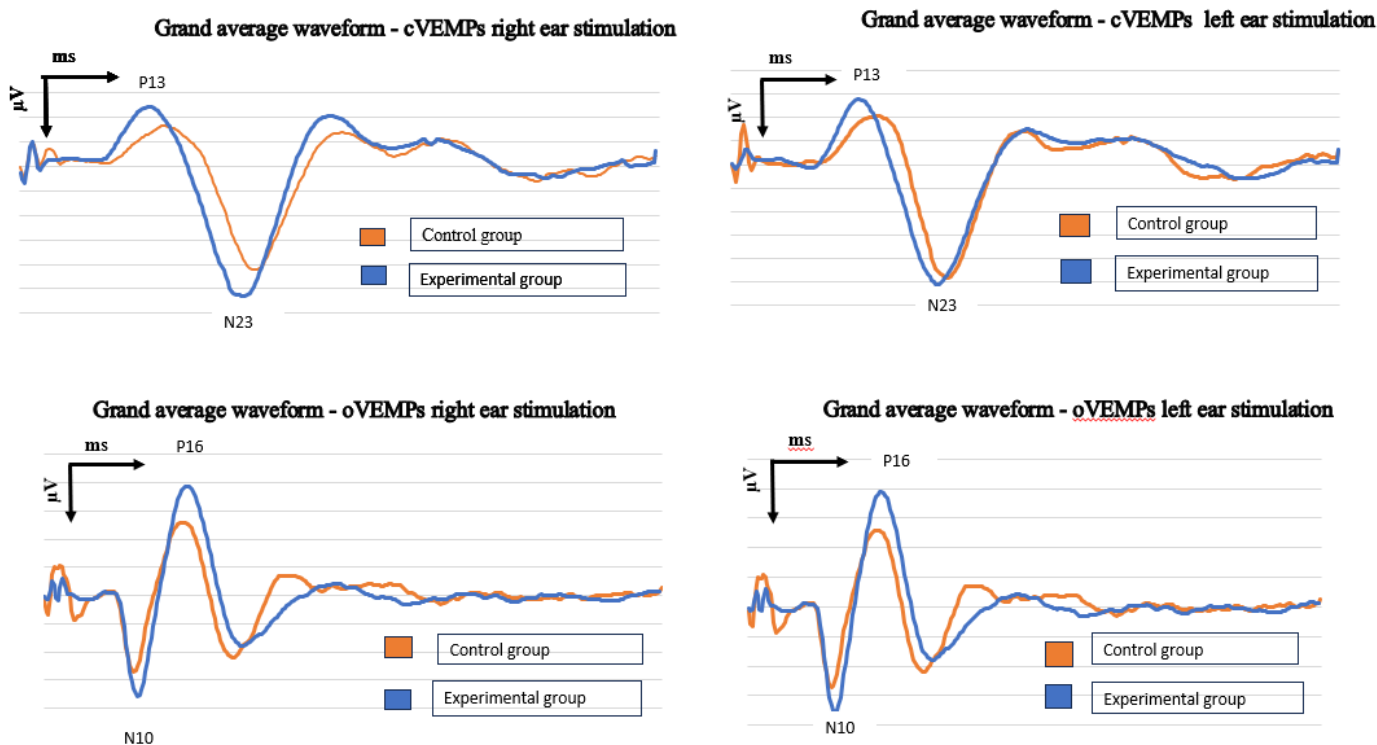 Grand average waveform - cVEMPs right ear stimulation
ms
µV
P13
Control group
Experimental group
N23
Grand average waveform - cVEMPs left ear stimulation
ms
µV
P13
Control group
Experimental group
N23
Grand average waveform - oVEMPs right ear stimulation
ms
µV
P16
Control group
Experimental group
N10
Grand average waveform - oVEMPs left ear stimulation
ms
µV
P16
Control group
Experimental group
N10